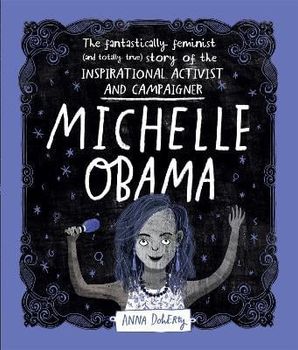 The fantastically feminist
(and totally true) story of the
INSPIRATIONAL ACTIVIST
AND CAMPAIGNER
MICHELLE
OBAMA
ANNA DOHERTY